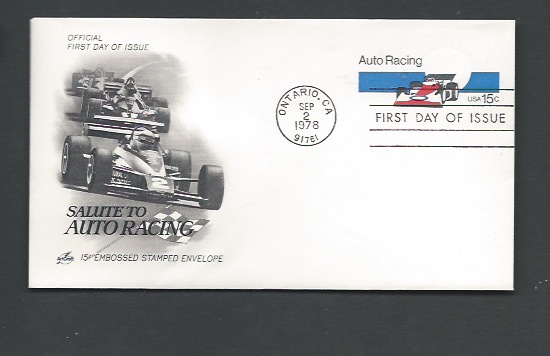 OFFICIAL
FIRST DAY OF ISSUE
Auto Racing
USA 15c
ONTARIO, CA
SEP
2
1978
91761
FIRST DAY OF ISSUE
2
SALUTE TO
AUTO RACING
15¢ EMBOSSED STAMPED ENVELOPE